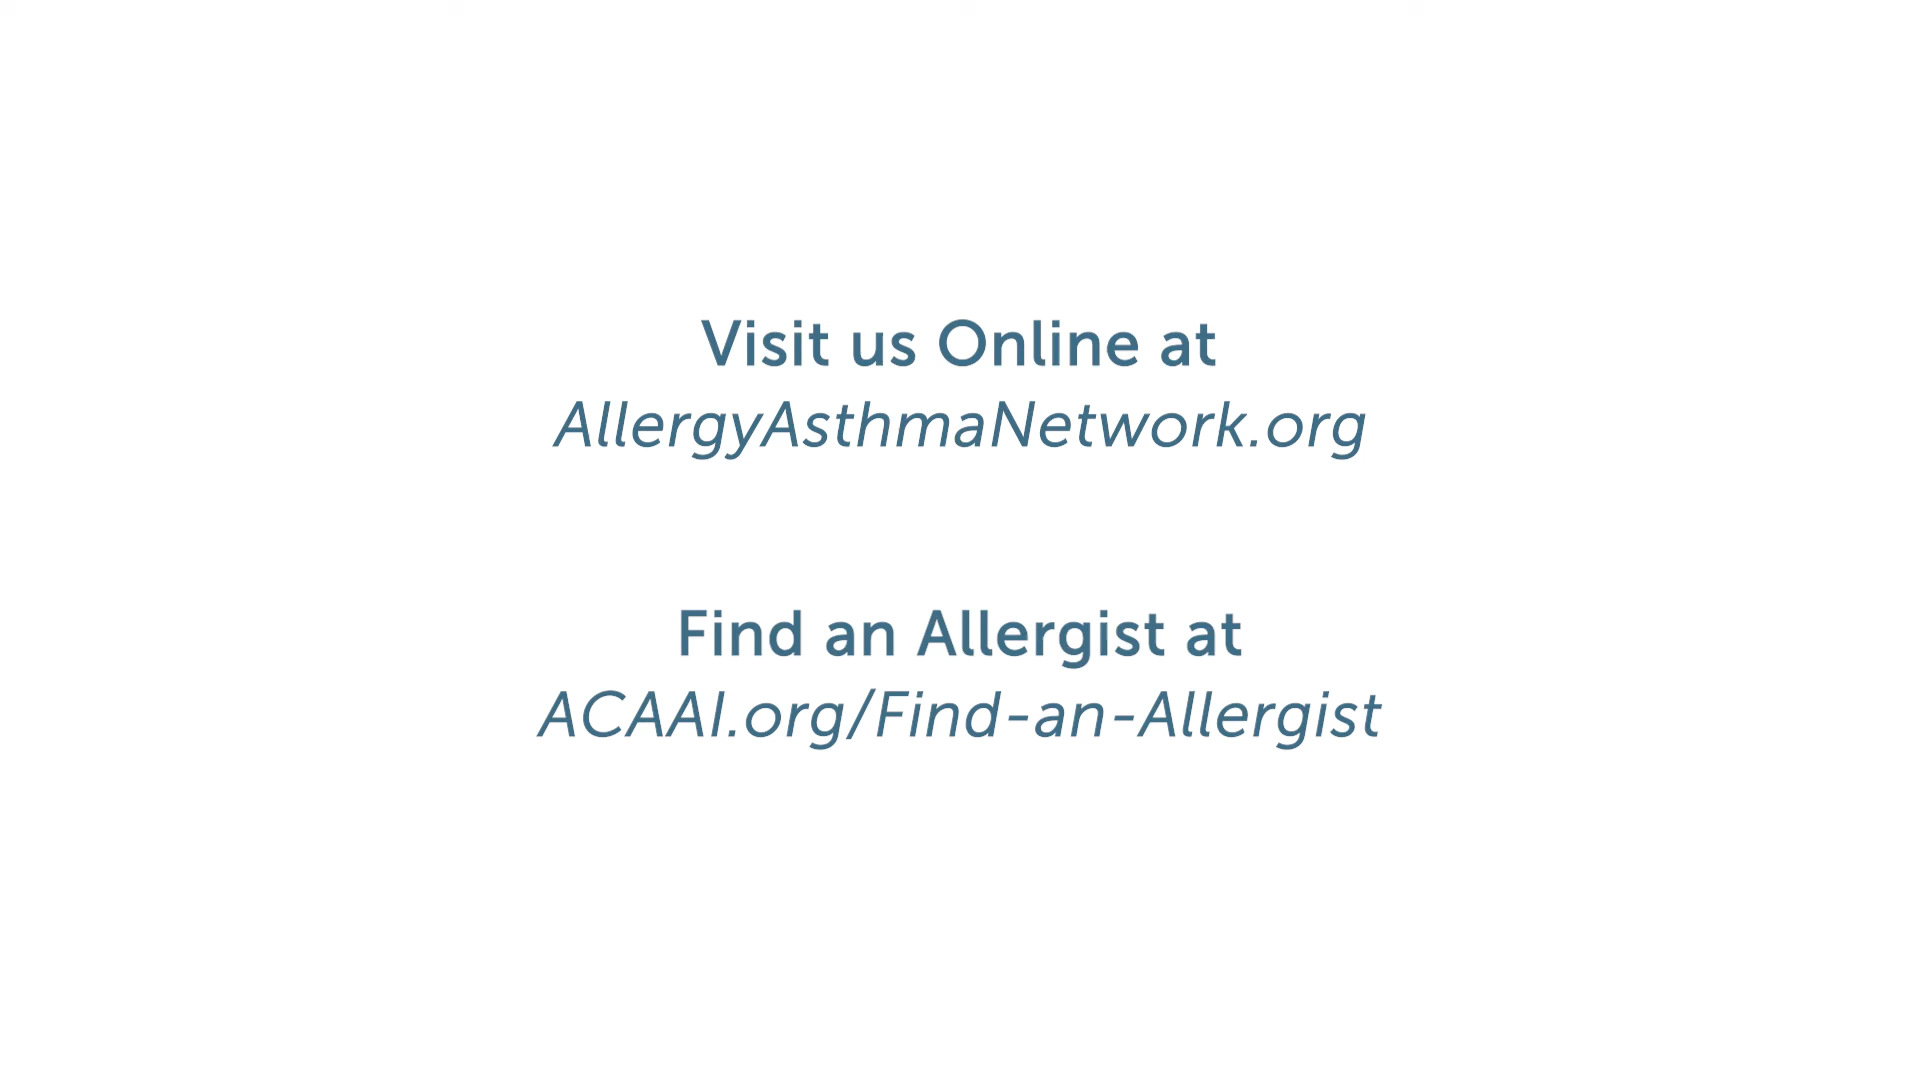 Visit us Online at
AllergyAsthmaNetwork.org
Find an Allergist at
ACAAI.org/Find-an-Allergist